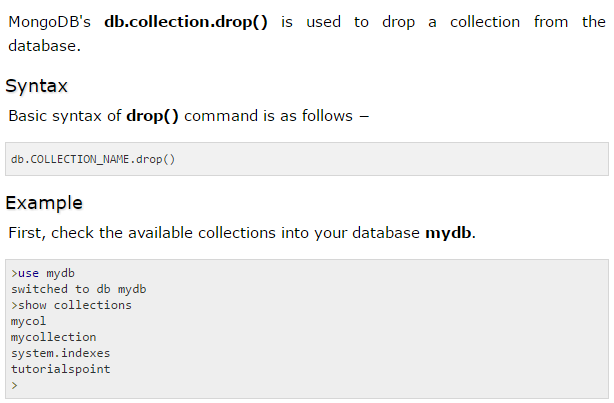 MongoDB's db.collection.drop() is used to drop a collection from the
database.
Syntax
Basic syntax of drop() command is as follows −
db.COLLECTION_NAME.drop()
Example
First, check the available collections into your database mydb.
>use mydb
switched to db mydb
>show collections
mycol
mycollection
system.indexes
tutorialspoint
>